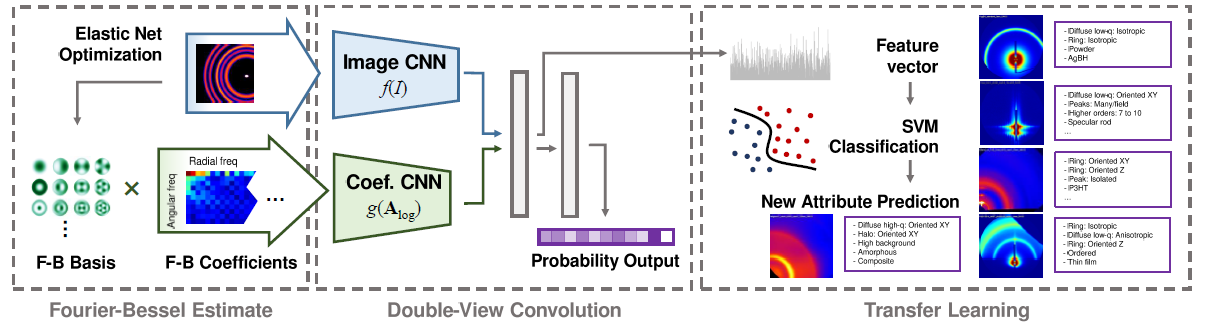 Elastic Net
Optimization
Image CNN
f(I)
Radial freq
Angular freq
...
×
Coef. CNN
g(A_log)
F-B Basis
F-B Coefficients
Probability Output
Feature
vector
SVM
Classification
New Attribute Prediction
- Diffuse high-q: Oriented XY
- Halo: Oriented XY
- High background
- Amorphous
- Composite
- Diffuse low-q: Isotropic
- Ring: Isotropic
- Powder
- AgBH
- Diffuse low-q: Oriented XY
- Peaks: Many/field
- Higher orders: 7 to 10
- Specular rod
...
- Ring: Oriented XY
- Ring: Oriented Z
- Peak: Isolated
- P3HT
- Ring: Isotropic
- Diffuse low-q: Anisotropic
- Ring: Oriented Z
- Ordered
- Thin film
Fourier-Bessel Estimate
Double-View Convolution
Transfer Learning